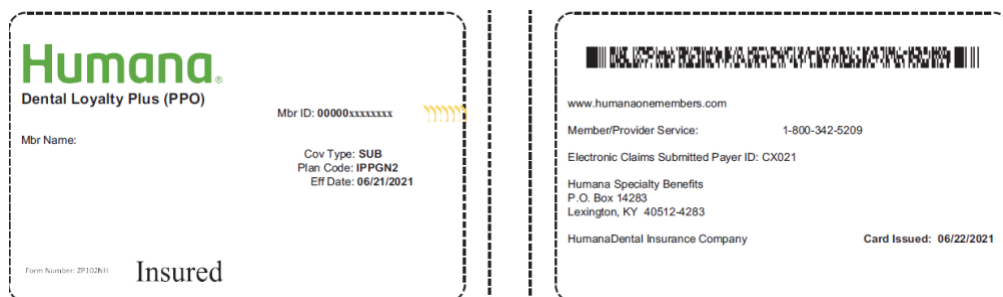 Humana®
Dental Loyalty Plus (PPO)
Mbr ID: 00000xxxxxxxx
Mbr Name:
Cov Type: SUB
Plan Code: IPPGN2
Eff Date: 06/21/2021
Form Number: ZP102NH
Insured
www.humanaonemembers.com
Member/Provider Service: 1-800-342-5209
Electronic Claims Submitted Payer ID: CX021
Humana Specialty Benefits
P.O. Box 14283
Lexington, KY 40512-4283
HumanaDental Insurance Company
Card Issued: 06/22/2021